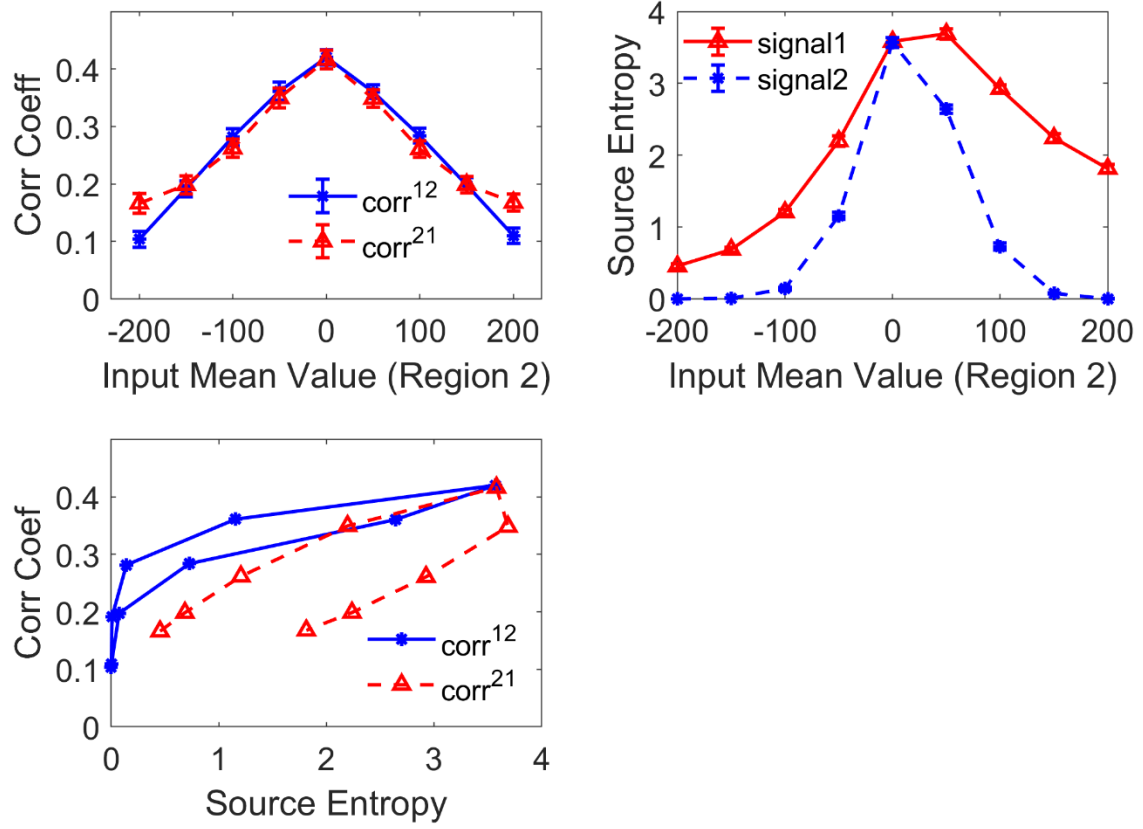 Corr Coeff
0.4
0.3
0.2
0.1
0
corr12
corr21
-200 -100 0 100 200
Input Mean Value (Region 2)
Source Entropy
4
3
2
1
0
signal1
signal2
-200 -100 0 100 200
Input Mean Value (Region 2)
Corr Coef
0.4
0.3
0.2
0.1
0
corr12
corr21
0 1 2 3 4
Source Entropy